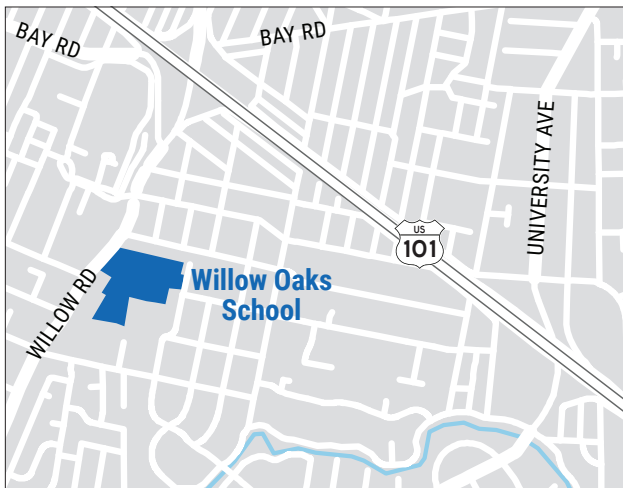 BAY RD
BAY RD
UNIVERSITY AVE
US
101
WILLOW RD
Willow Oaks
School